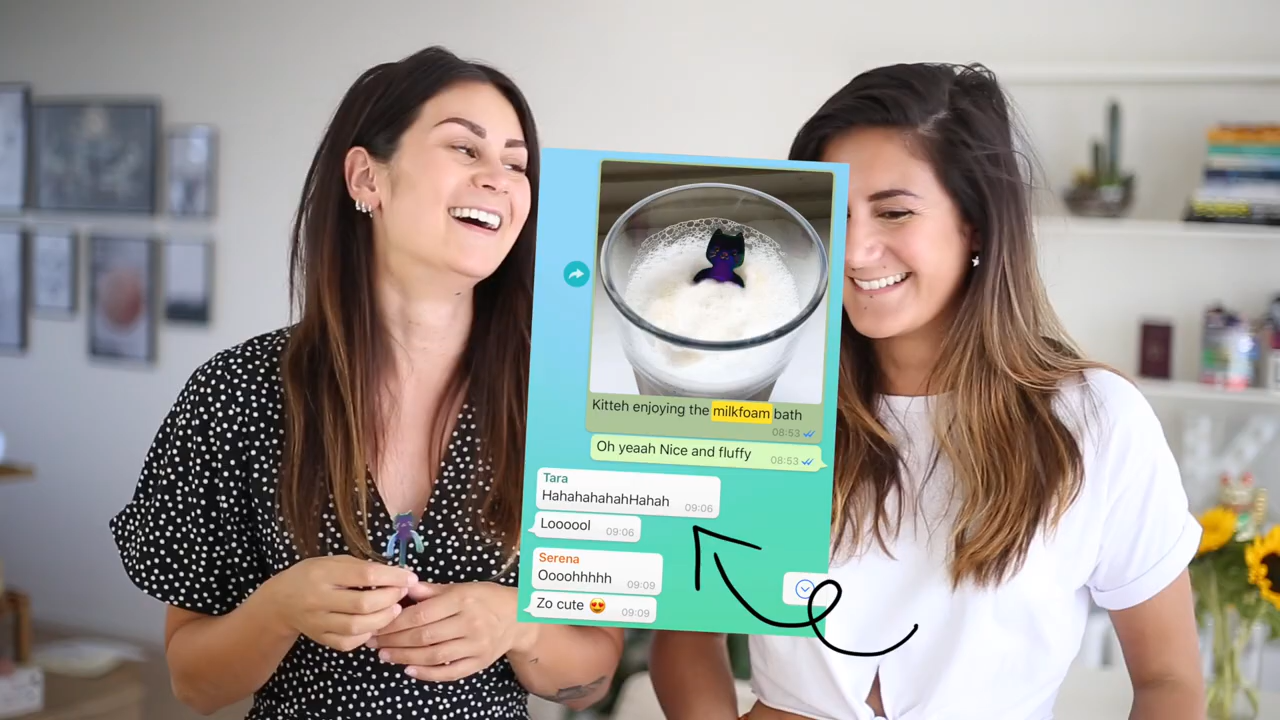 Kitteh enjoying the milkfoam bath
08:53
Oh yeaah Nice and fluffy 08:53
Tara
HahahahahahHahah 09:06
Loooool 09:06
Serena
Ooohhhhh 09:09
Zo cute 😍 09:09